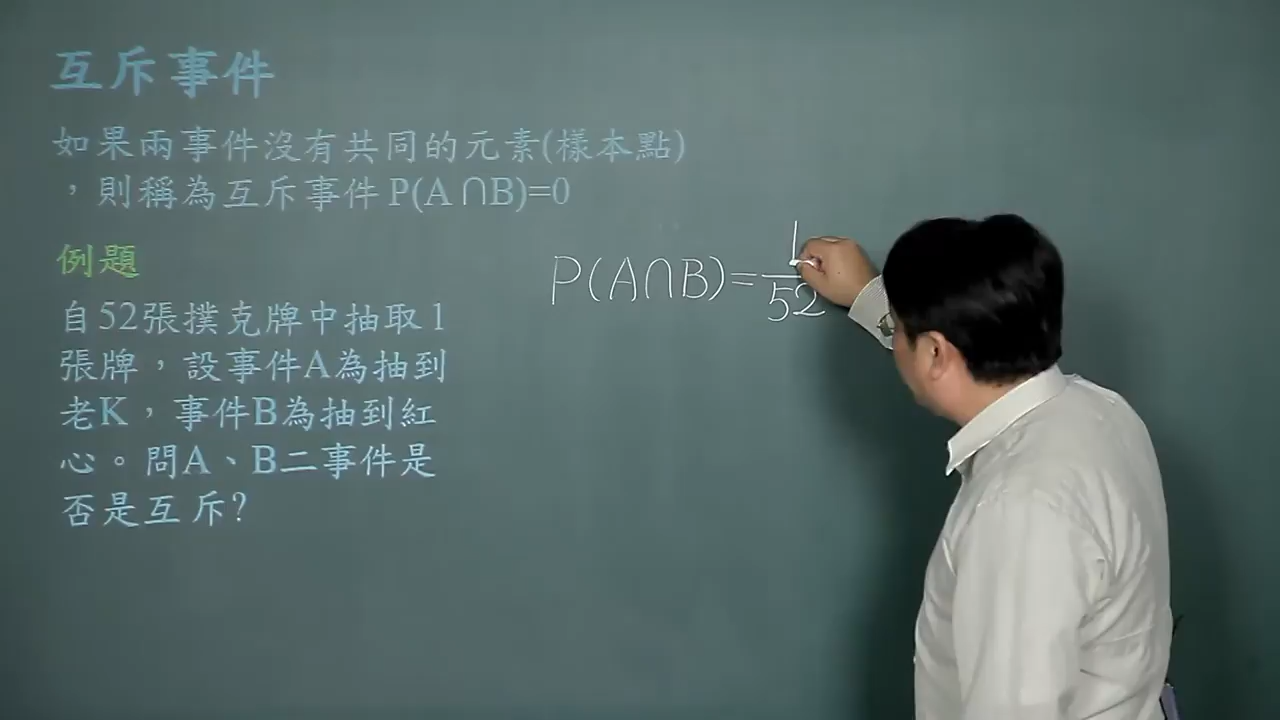 互斥事件
如果兩事件沒有共同的元素(樣本點)
，則稱為互斥事件 P(A∩B)=0
例題
自52張撲克牌中抽取1
張牌，設事件A為抽到
老K，事件B為抽到紅
心。問A、B二事件是
否是互斥?
P(A∩B)=1/52